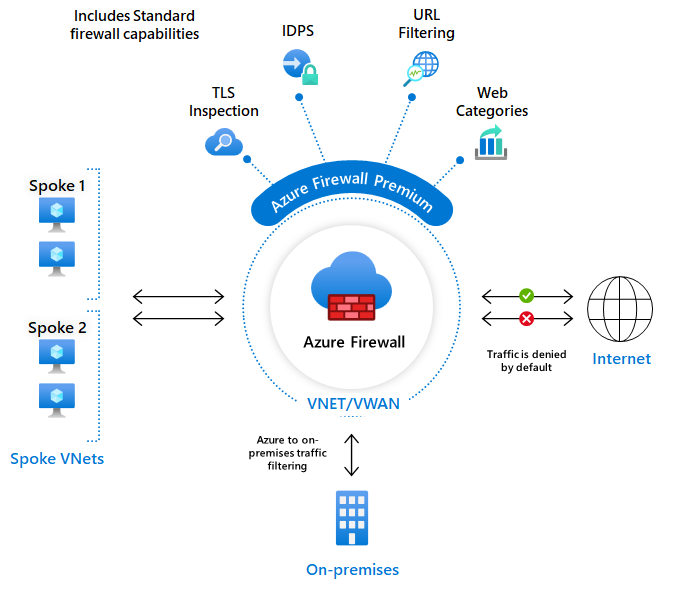 Includes Standard
firewall capabilities
IDPS
URL
Filtering
TLS
Inspection
Web
Categories
Azure Firewall Premium
Spoke 1
Spoke 2
Spoke VNets
Azure Firewall
VNET/VWAN
Traffic is denied
by default
Internet
Azure to on-
premises traffic
filtering
On-premises